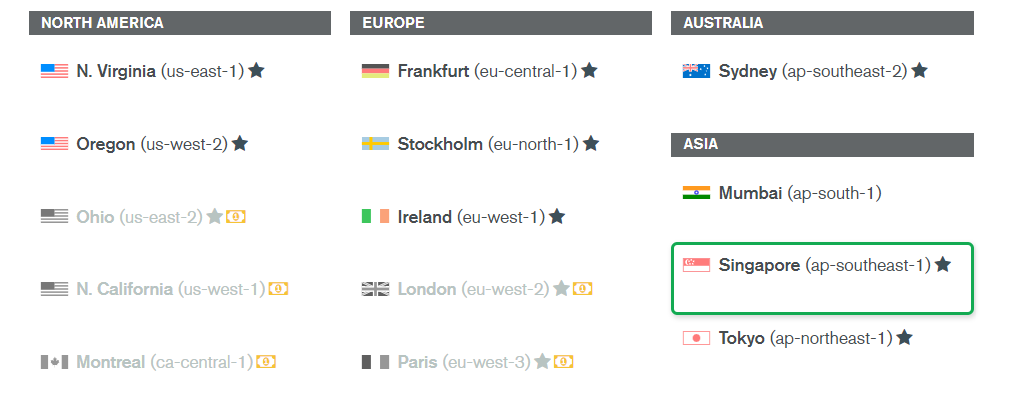 NORTH AMERICA
N. Virginia (us-east-1)
Oregon (us-west-2)
Ohio (us-east-2)
N. California (us-west-1)
Montreal (ca-central-1)
EUROPE
Frankfurt (eu-central-1)
Stockholm (eu-north-1)
Ireland (eu-west-1)
London (eu-west-2)
Paris (eu-west-3)
AUSTRALIA
Sydney (ap-southeast-2)
ASIA
Mumbai (ap-south-1)
Singapore (ap-southeast-1)
Tokyo (ap-northeast-1)